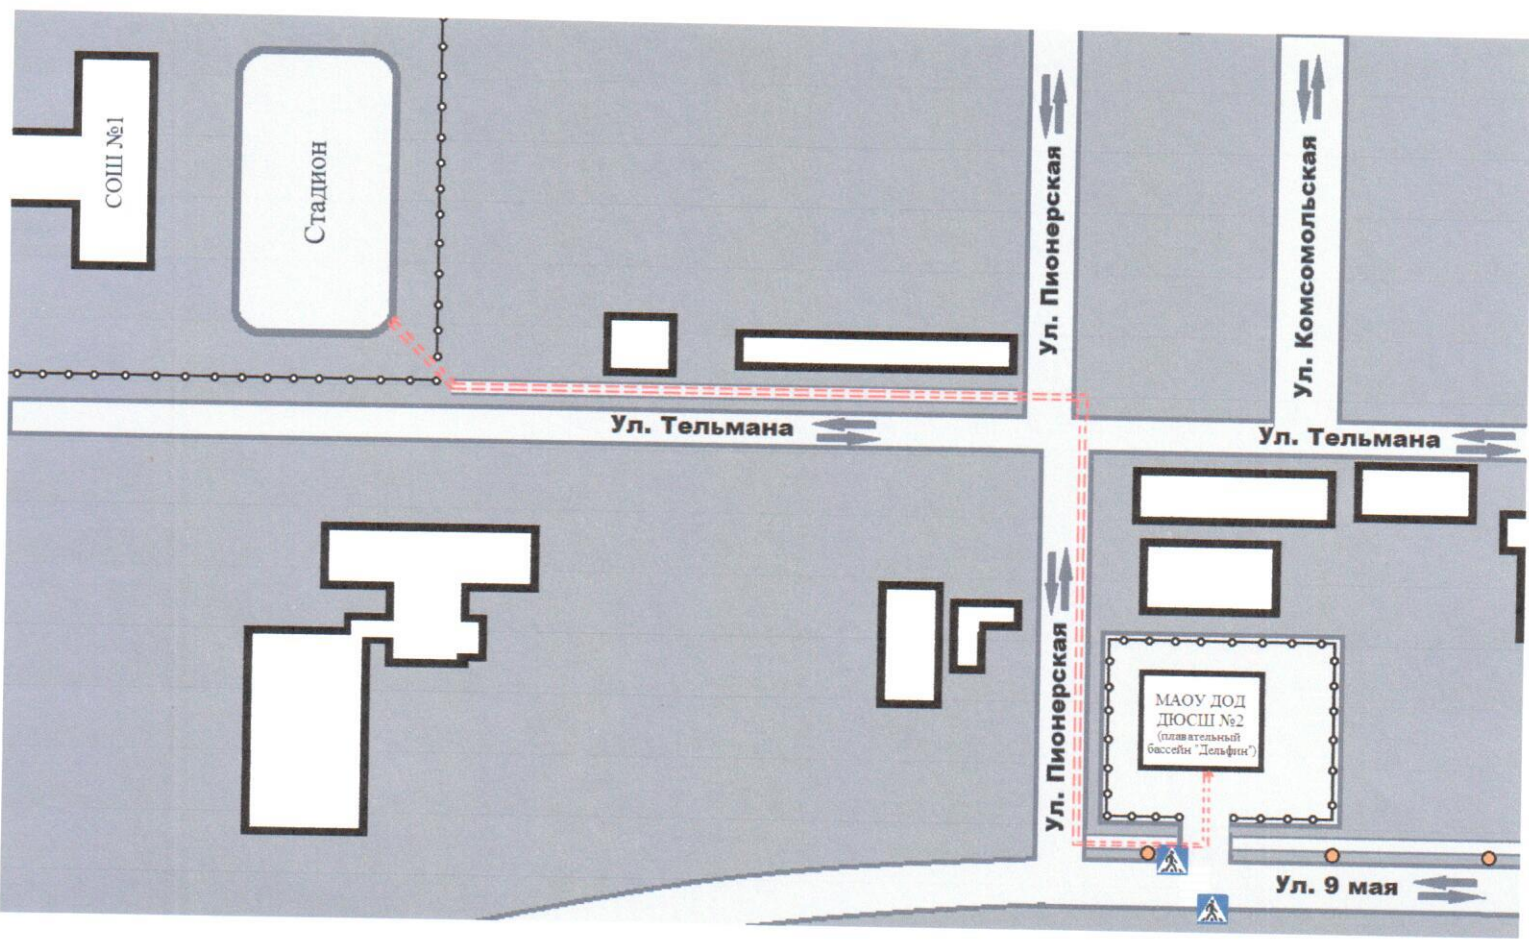 СОШ №1
Стадион
Ул. Пионерская
Ул. Комсомольская
Ул. Тельмана
Ул. Тельмана
Ул. Пионерская
МАОУ ДОД
ДЮСШ №2
(плавательный
бассейн "Дельфин")
Ул. 9 мая